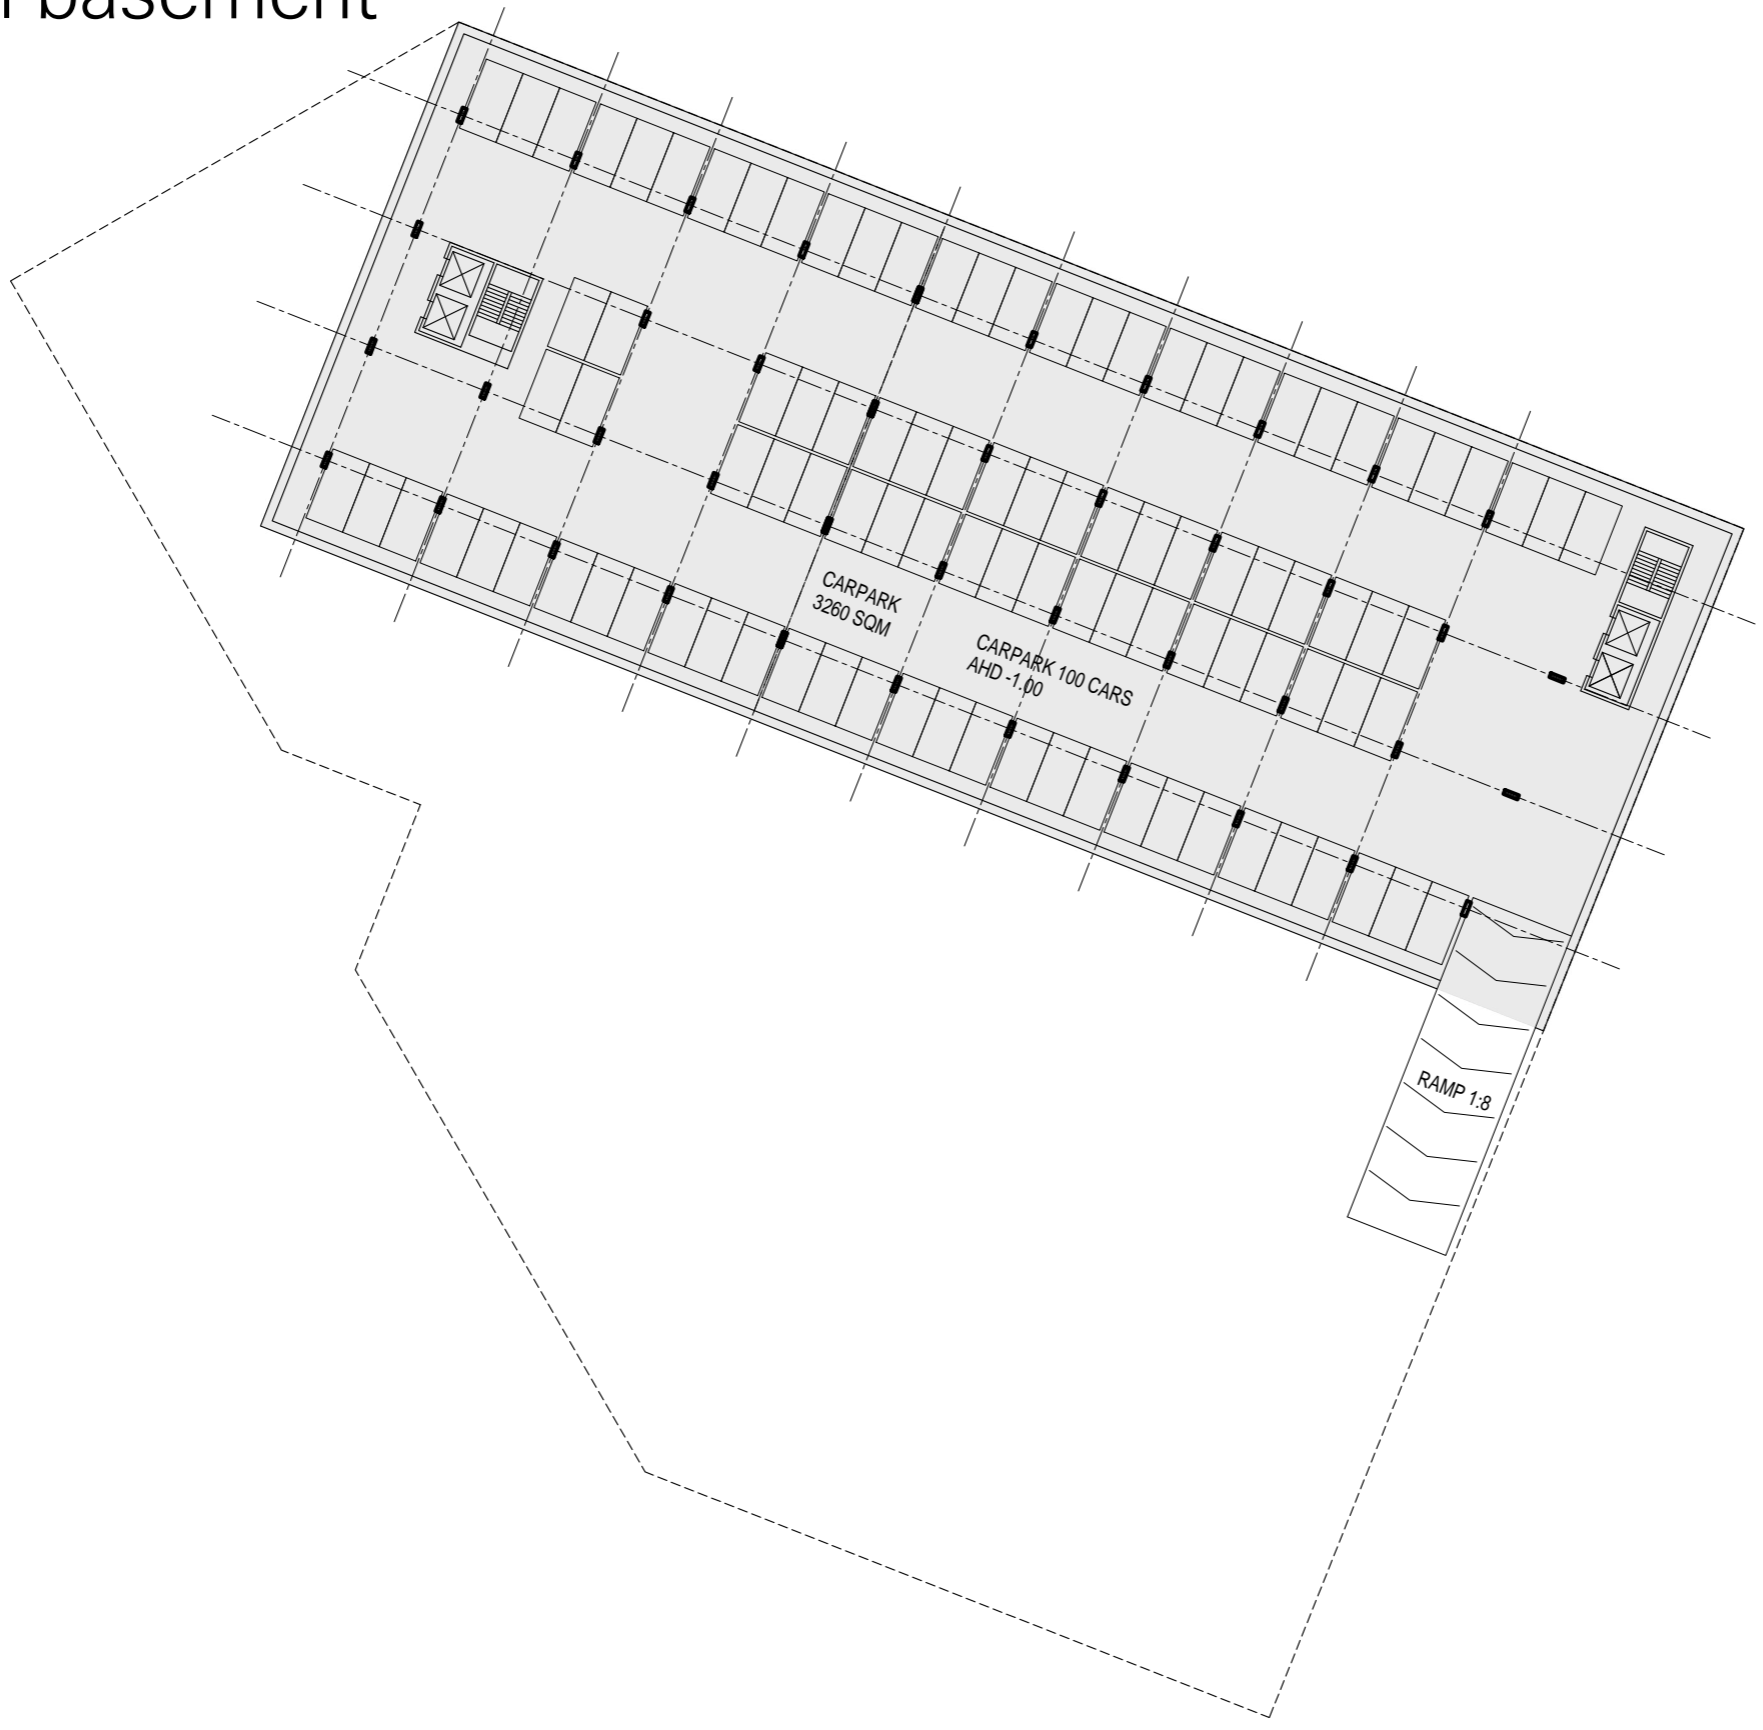 basement
CARPARK
3260 SQM
CARPARK 100 CARS
AHD -1.00
RAMP 1:8